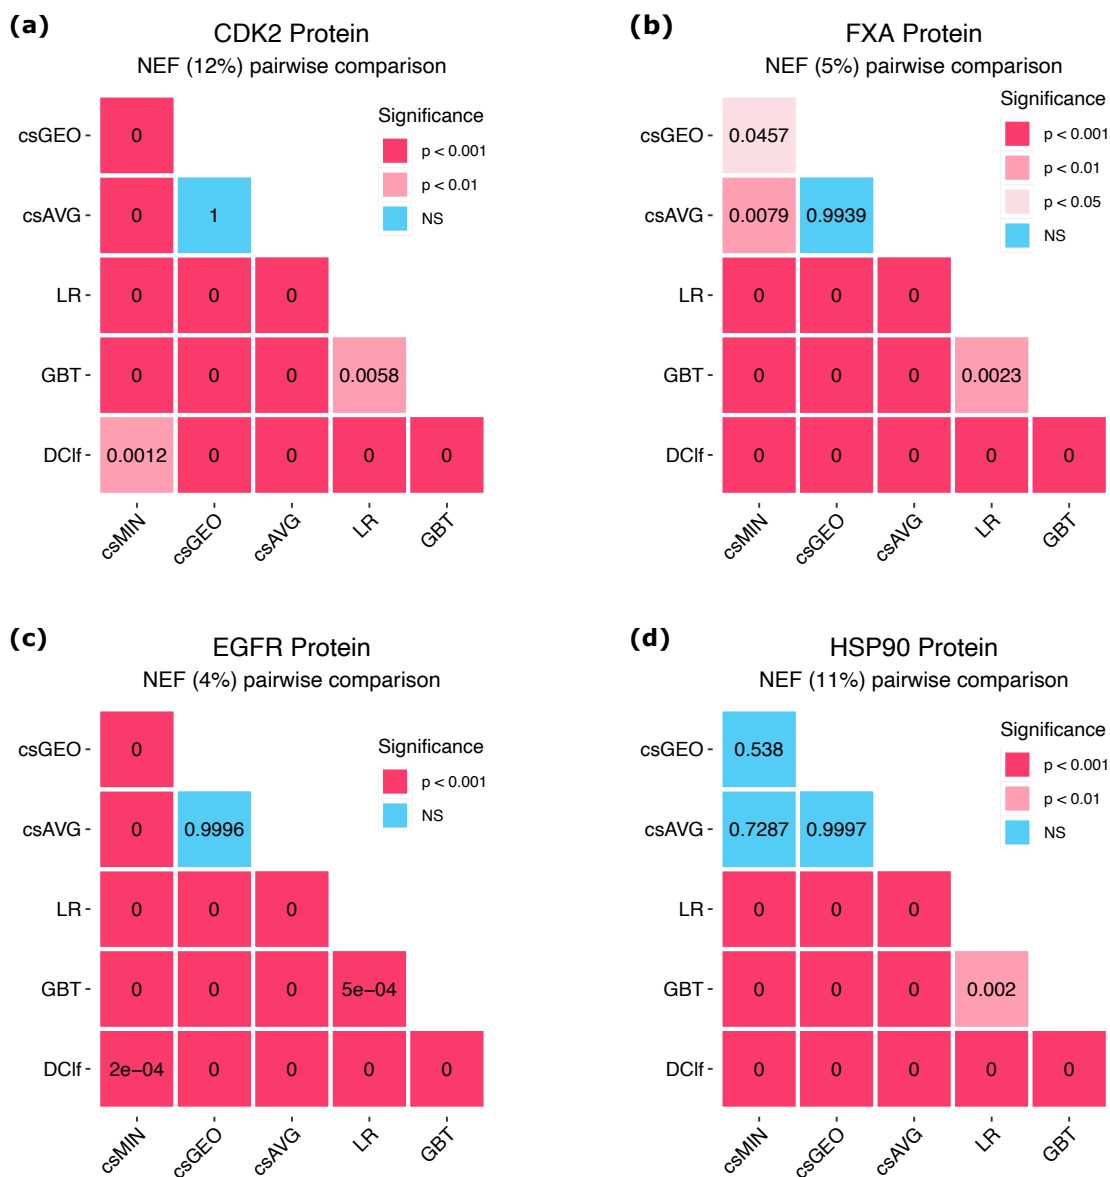 (a)
CDK2 Protein
NEF (12%) pairwise comparison
Significance
p < 0.001
p < 0.01
NS
csGEO
0
csAVG
0 1
LR
0 0 0
GBT
0 0 0 0.0058
DClf
0.0012 0 0 0 0
csMIN csGEO csAVG LR GBT
(b)
FXA Protein
NEF (5%) pairwise comparison
Significance
p < 0.001
p < 0.01
p < 0.05
NS
csGEO
0.0457
csAVG
0.0079 0.9939
LR
0 0 0
GBT
0 0 0 0.0023
DClf
0 0 0 0 0
csMIN csGEO csAVG LR GBT
(c)
EGFR Protein
NEF (4%) pairwise comparison
Significance
p < 0.001
NS
csGEO
0
csAVG
0 0.9996
LR
0 0 0
GBT
0 0 0 5e−04
DClf
2e−04 0 0 0 0
csMIN csGEO csAVG LR GBT
(d)
HSP90 Protein
NEF (11%) pairwise comparison
Significance
p < 0.001
p < 0.01
NS
csGEO
0.538
csAVG
0.7287 0.9997
LR
0 0 0
GBT
0 0 0 0.002
DClf
0 0 0 0 0
csMIN csGEO csAVG LR GBT